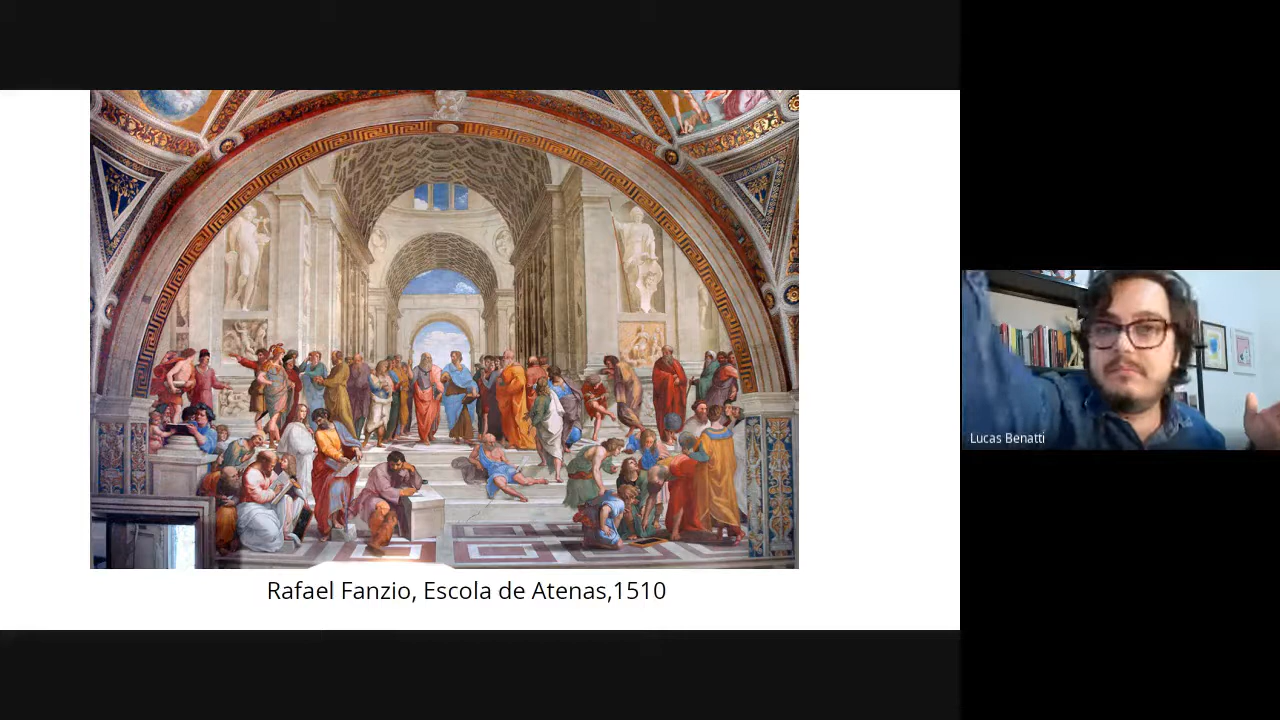 Rafael Fanzio, Escola de Atenas,1510
Lucas Benatti